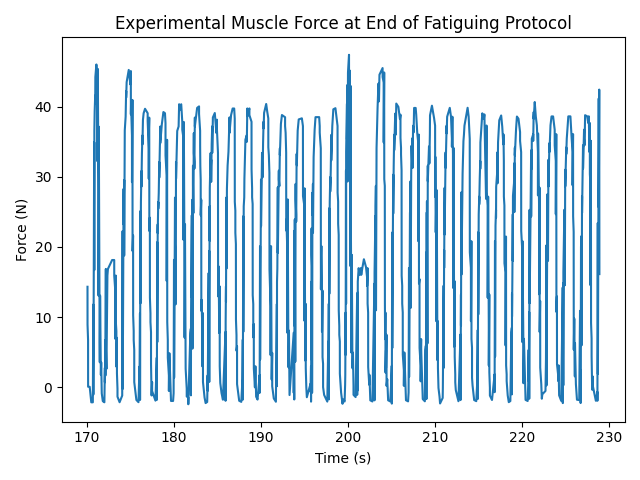 Experimental Muscle Force at End of Fatiguing Protocol
Force (N)
40
30
20
10
0
170 180 190 200 210 220 230
Time (s)